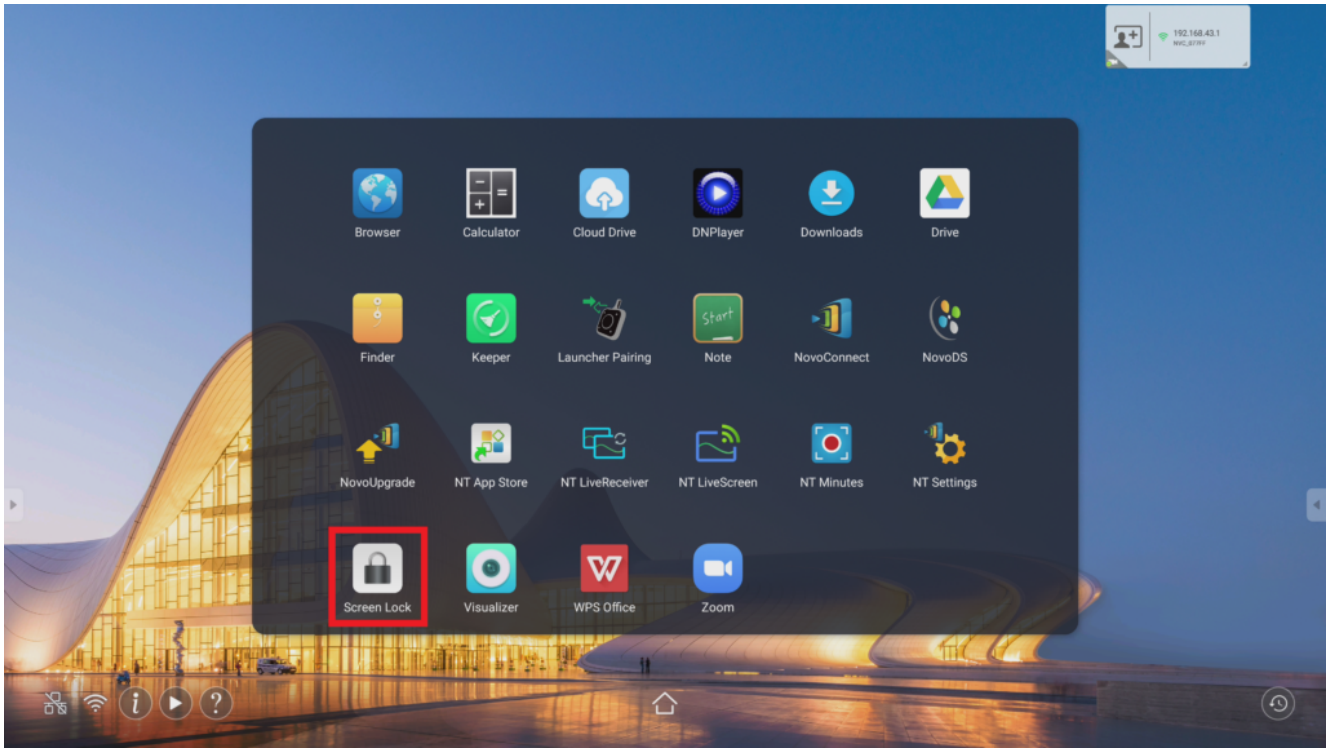 192.168.43.1
Browser
Calculator
Cloud Drive
DNPlayer
Downloads
Drive
Start
Finder
Keeper
Launcher Pairing
Note
NovoConnect
NovoDS
NovoUpgrade
NT App Store
NT LiveReceiver
NT LiveScreen
NT Minutes
NT Settings
Screen Lock
Visualizer
WPS Office
Zoom